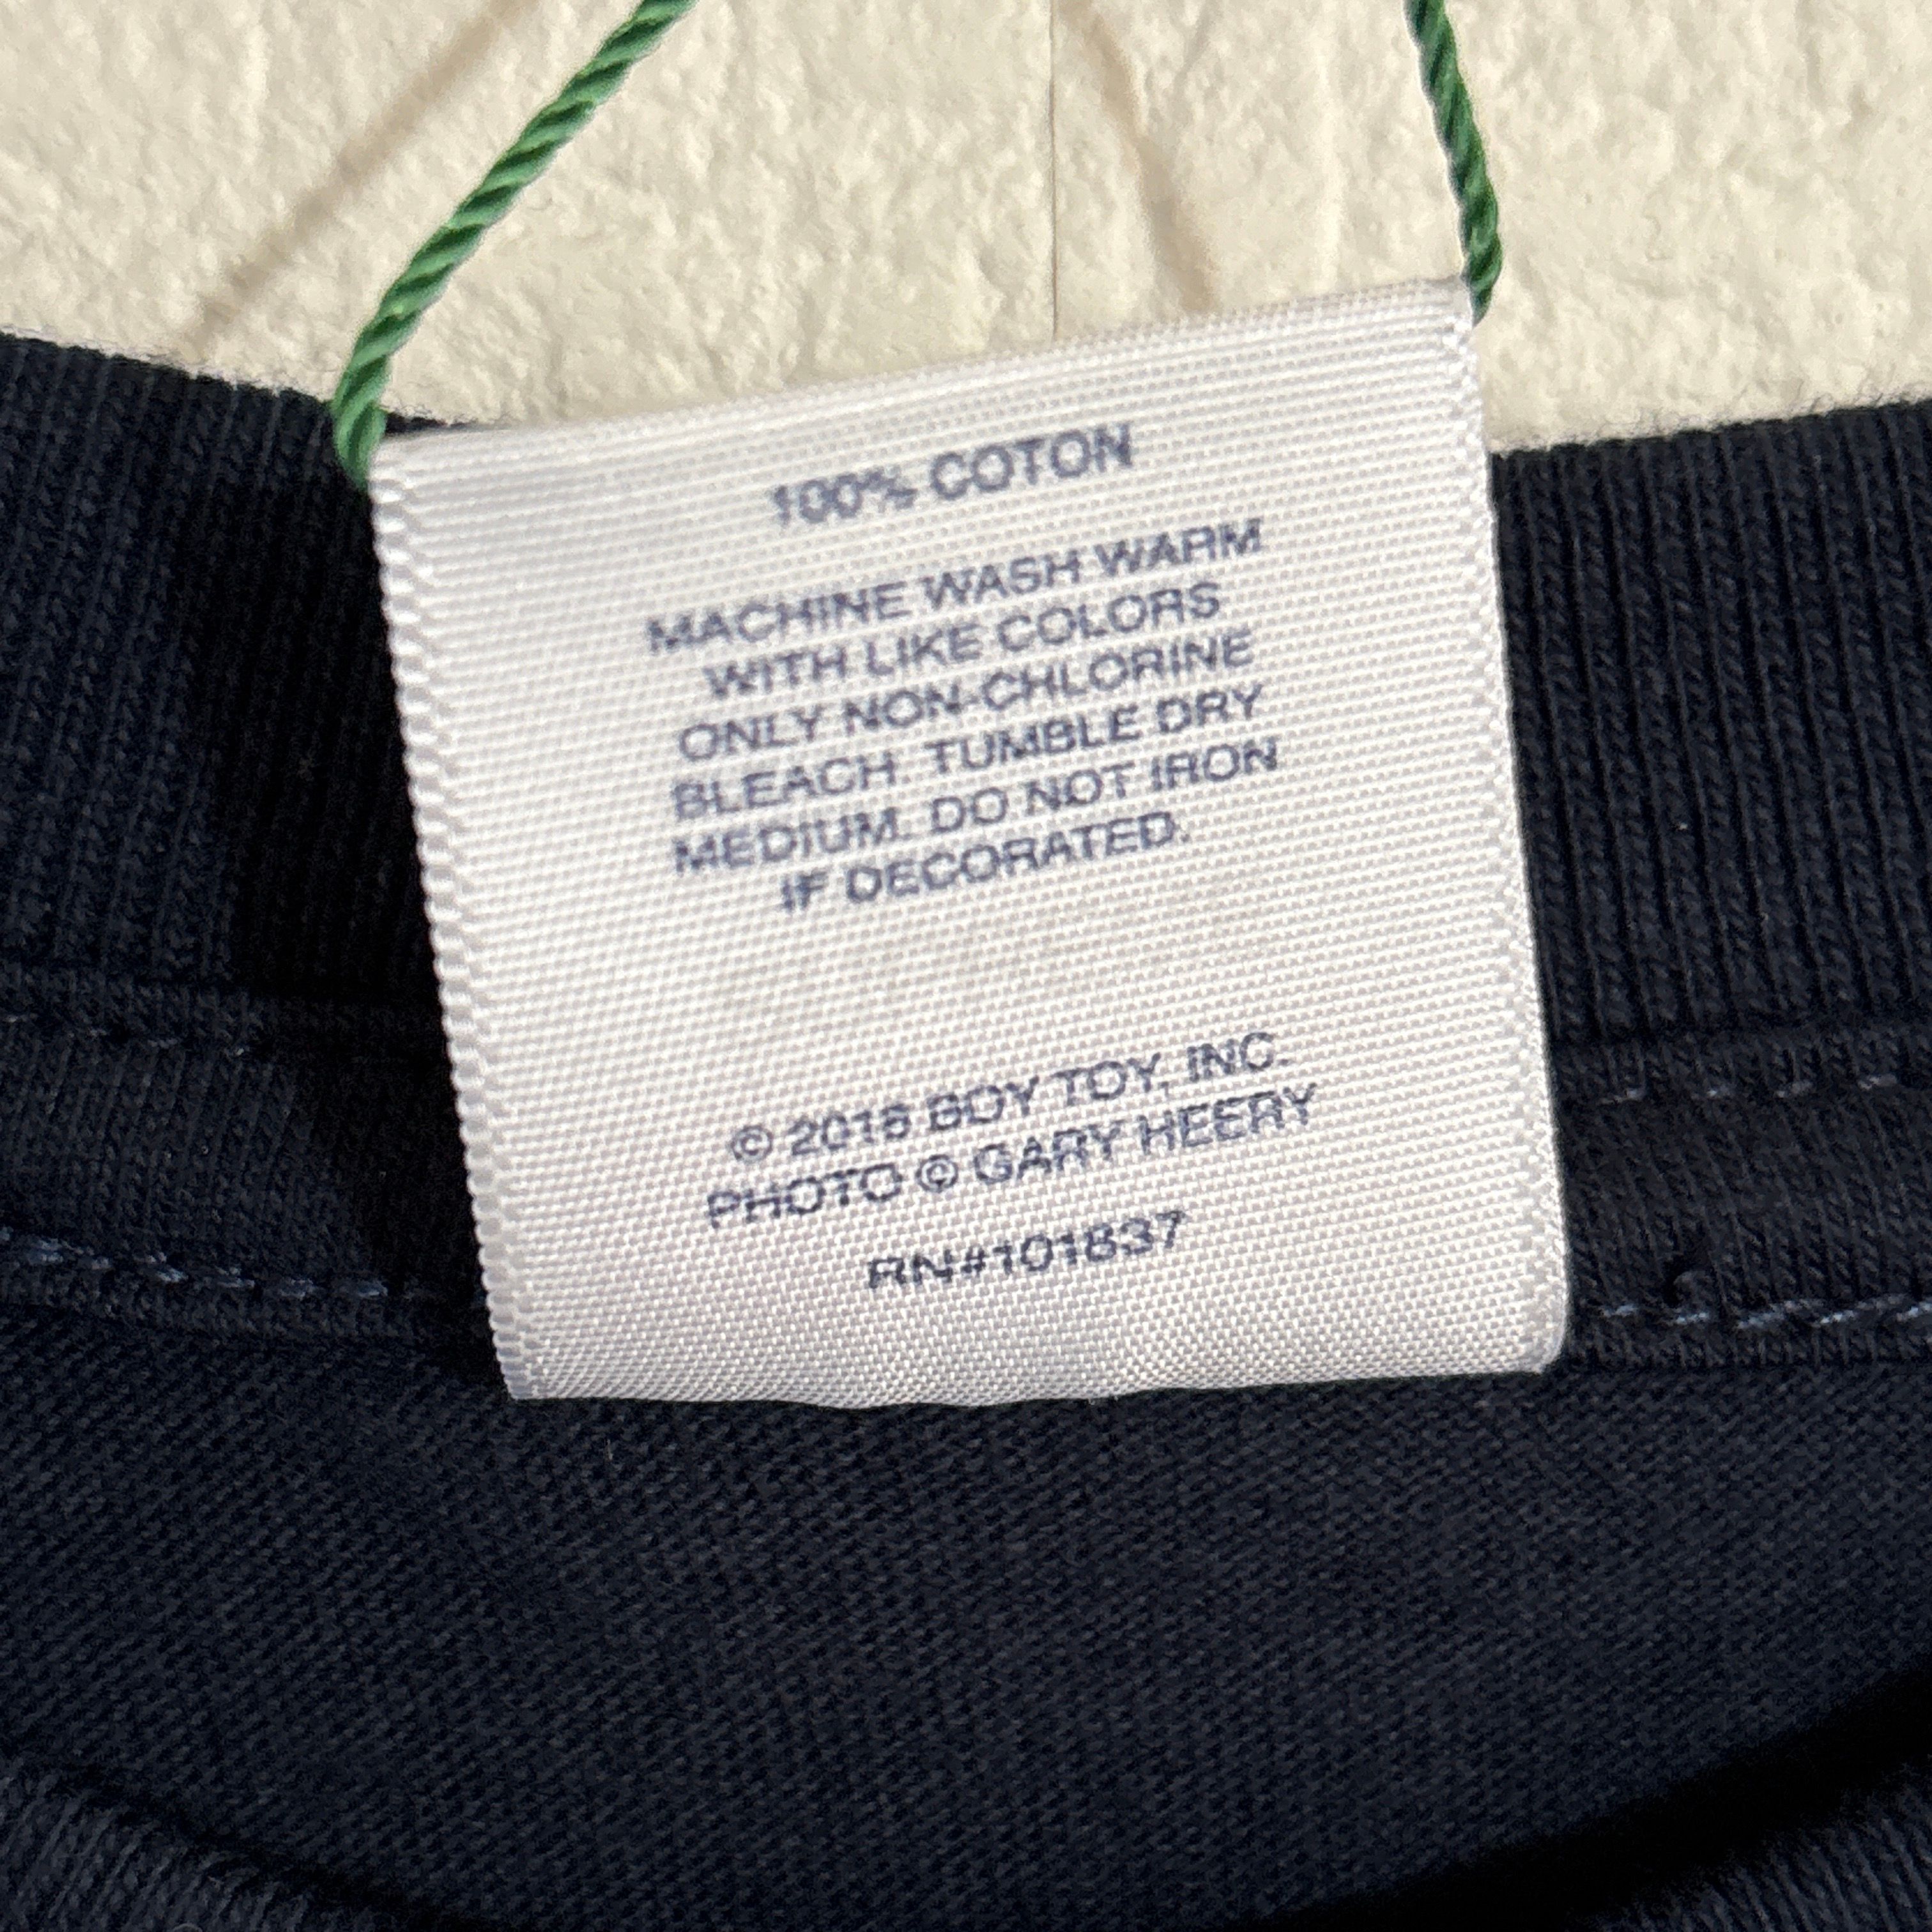 100% COTON
MACHINE WASH WARM
WITH LIKE COLORS
ONLY NON-CHLORINE
BLEACH. TUMBLE DRY
MEDIUM. DO NOT IRON
IF DECORATED.
© 2018 BOY TOY, INC.
PHOTO © GARY HEERY
RN#101837